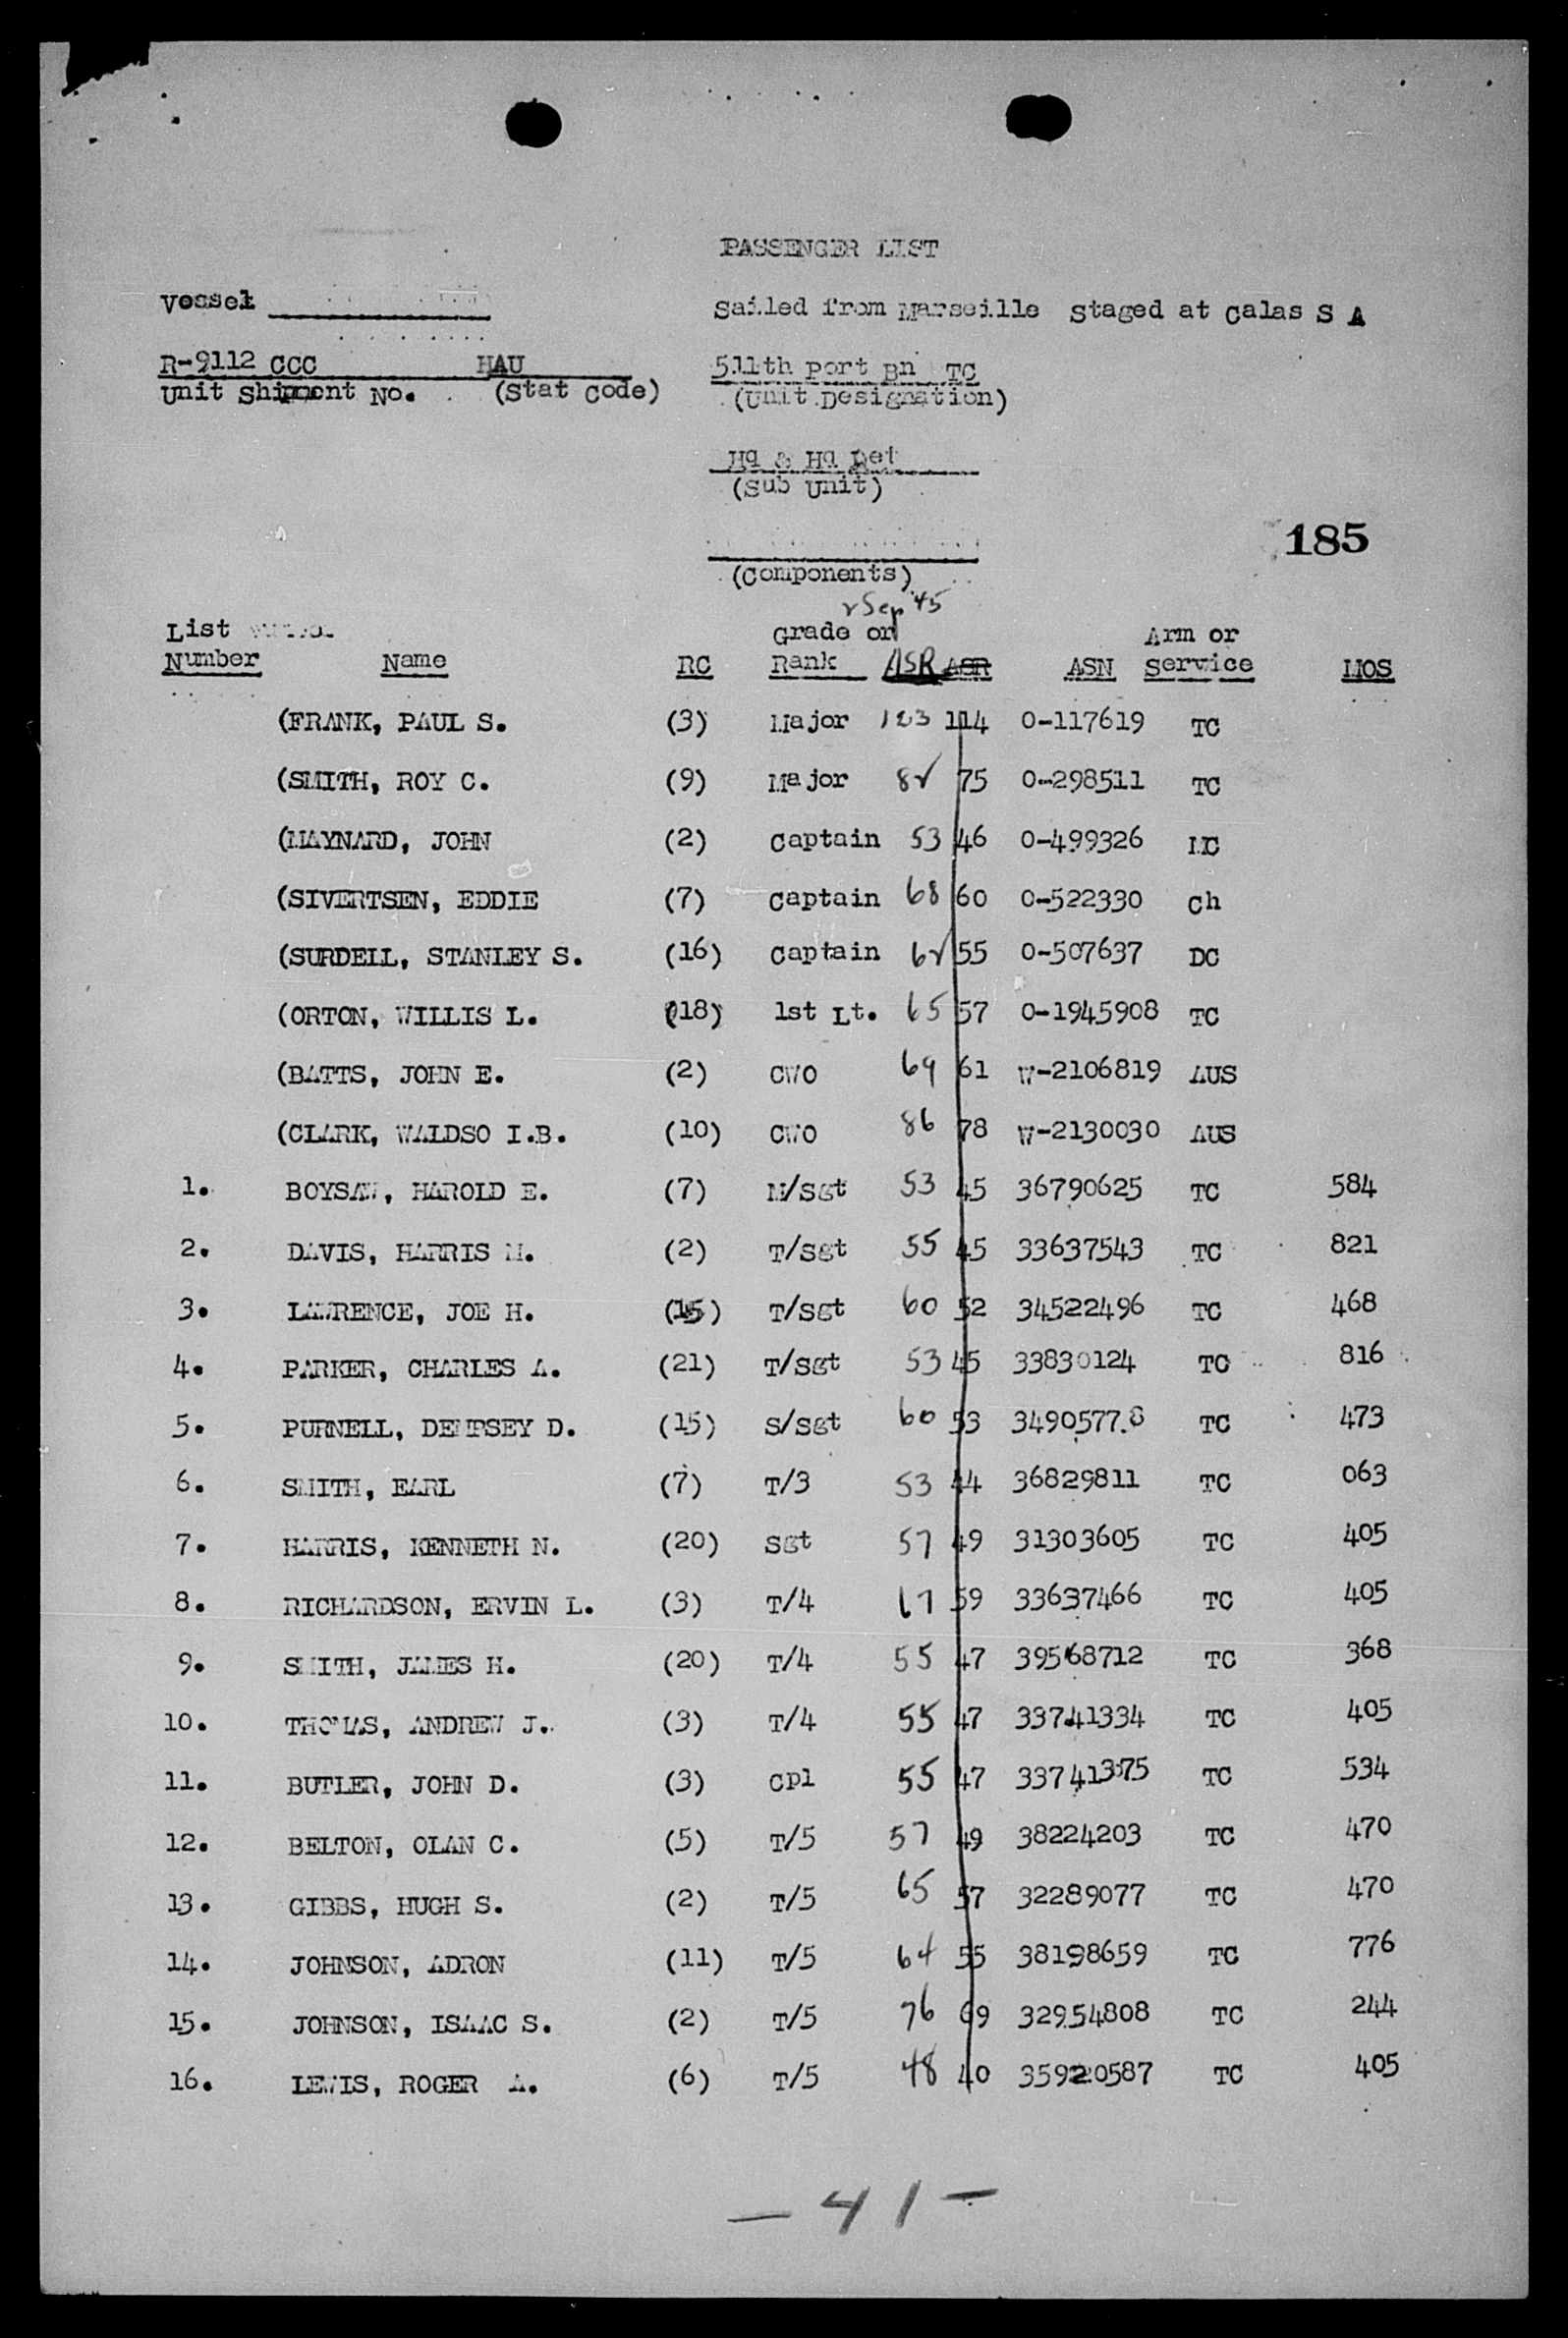 PASSENGER LIST
Vessel
Sailed from Marseille Staged at Calas S A
R-9112 CCC HAU 511th Port Bn TC
Unit Shipment No. (Stat Code) (Unit Designation)
Hq & Hq Det
(Sub Unit)
185
(Components)
2 Sep '45
List Grade or Arm or
Number Name RC Rank ASR ASR ASN Service MOS
(FRANK, PAUL S. (3) Major 123 114 0-117619 TC
(SMITH, ROY C. (9) Major 82 75 0-298511 TC
(MAYNARD, JOHN (2) Captain 53 46 0-499326 MC
(SIVERTSEN, EDDIE (7) Captain 68 60 0-522330 Ch
(SURDELL, STANLEY S. (16) Captain 62 55 0-507637 DC
(ORTON, WILLIS L. (18) 1st Lt. 65 57 0-1945908 TC
(BATTS, JOHN E. (2) CWO 69 61 W-2106819 AUS
(CLARK, WALDSO I.B. (10) CWO 86 78 W-2130030 AUS
1. BOYSAW, HAROLD E. (7) M/Sgt 53 45 36790625 TC 584
2. DAVIS, HARRIS M. (2) T/Sgt 55 45 33637543 TC 821
3. LAWRENCE, JOE H. (15) T/Sgt 60 52 34522496 TC 468
4. PARKER, CHARLES A. (21) T/Sgt 53 45 33830124 TC 816
5. PURNELL, DEMPSEY D. (15) S/Sgt 60 53 34905778 TC 473
6. SMITH, EARL (7) T/3 53 44 36829811 TC 063
7. HARRIS, KENNETH N. (20) Sgt 57 49 31303605 TC 405
8. RICHARDSON, ERVIN L. (3) T/4 67 59 33637466 TC 405
9. SMITH, JAMES H. (20) T/4 55 47 39568712 TC 368
10. THOMAS, ANDREW J. (3) T/4 55 47 33741334 TC 405
11. BUTLER, JOHN D. (3) Cpl 55 47 33741375 TC 534
12. BELTON, OLAN C. (5) T/5 57 49 38224203 TC 470
13. GIBBS, HUGH S. (2) T/5 65 57 32289077 TC 470
14. JOHNSON, ADRON (11) T/5 64 55 38198659 TC 776
15. JOHNSON, ISAAC S. (2) T/5 76 69 32954808 TC 244
16. LEWIS, ROGER A. (6) T/5 48 40 35920587 TC 405
- 41 -